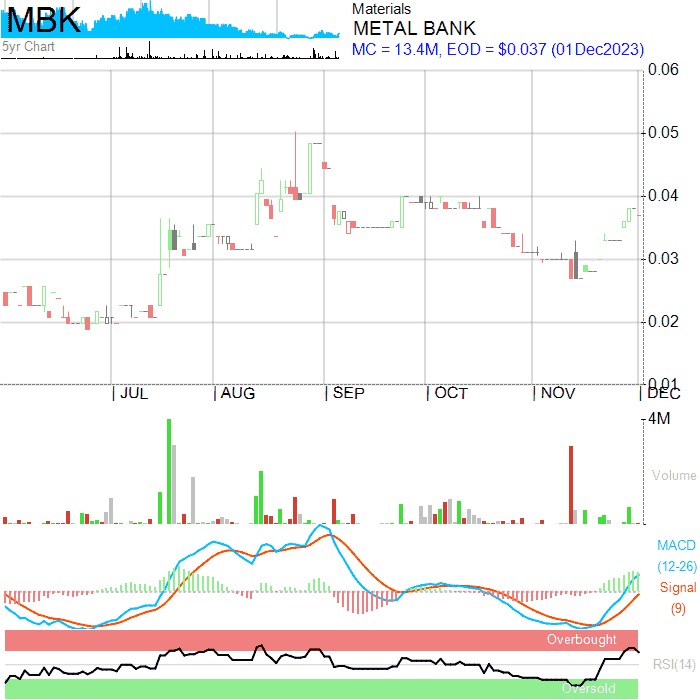 MBK
5yr Chart
Materials
METAL BANK
MC = 13.4M, EOD = $0.037 (01Dec2023)
0.06
0.05
0.04
0.03
0.02
0.01
JUL
AUG
SEP
OCT
NOV
DEC
4M
Volume
MACD
(12-26)
Signal
(9)
Overbought
RSI(14)
Oversold